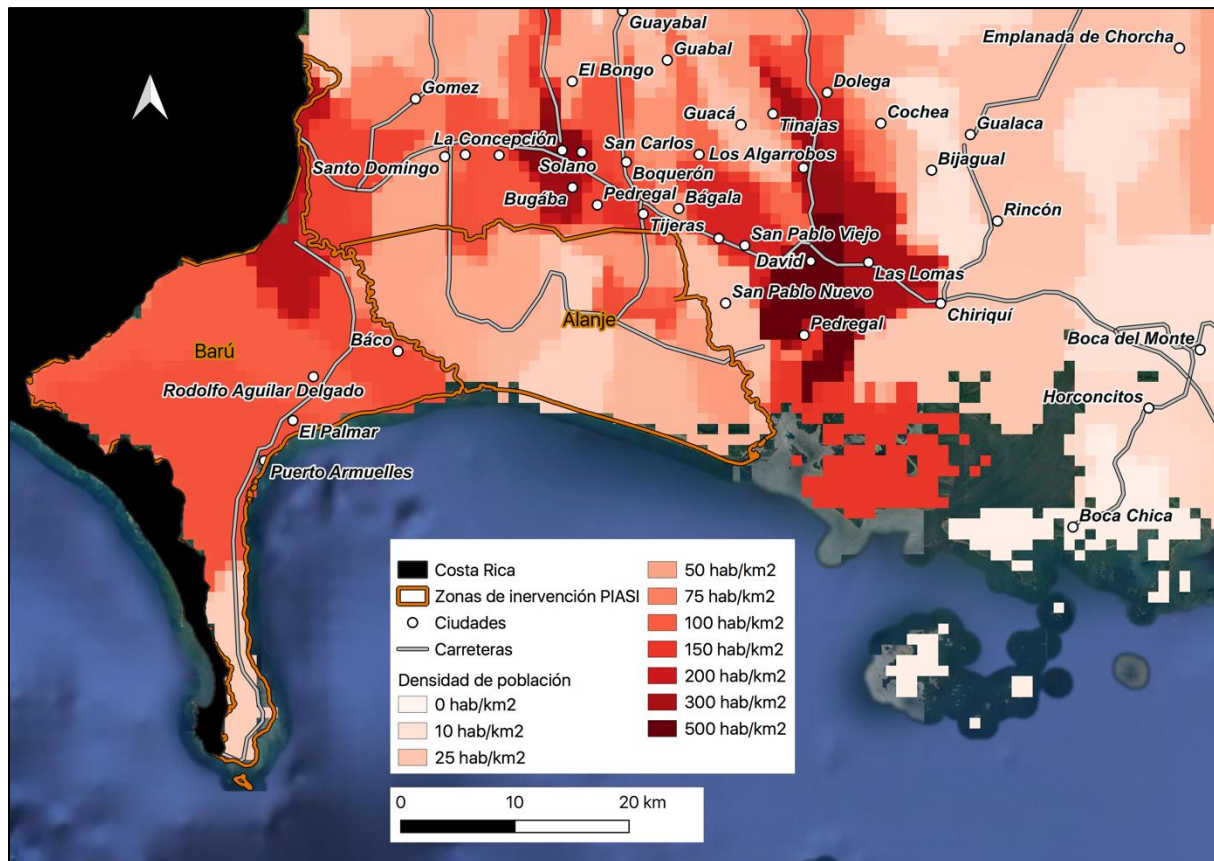 Guayabal
Emplanada de Chorcha
Guabal
El Bongo
Gomez
Dolega
Guacá
Tinajas
Cochea
Gualaca
La Concepción
San Carlos
Los Algarrobos
Santo Domingo
Solano
Boquerón
Bijagual
Bugába
Pedregal
Bágala
Rincón
Tijeras
San Pablo Viejo
David
Las Lomas
San Pablo Nuevo
Chiriquí
Alanje
Pedregal
Barú
Báco
Boca del Monte
Rodolfo Aguilar Delgado
Horconcitos
El Palmar
Puerto Armuelles
Boca Chica
Costa Rica
Zonas de inervención PIASI
Ciudades
Carreteras
Densidad de población
0 hab/km2
10 hab/km2
25 hab/km2
50 hab/km2
75 hab/km2
100 hab/km2
150 hab/km2
200 hab/km2
300 hab/km2
500 hab/km2
0 10 20 km